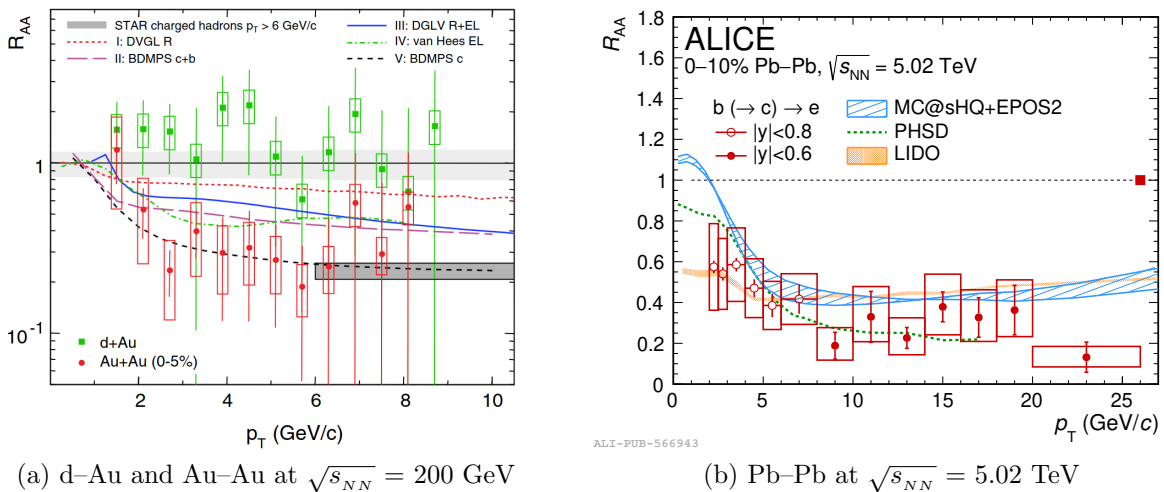 R_AA
STAR charged hadrons p_T > 6 GeV/c
I: DVGL R
II: BDMPS c+b
III: DGLV R+EL
IV: van Hees EL
V: BDMPS c
1
10^-1
d+Au
Au+Au (0-5%)
2 4 6 8 10
p_T (GeV/c)
(a) d–Au and Au–Au at √s_NN = 200 GeV
R_AA
1.8
1.6
1.4
1.2
1
0.8
0.6
0.4
0.2
0
ALICE
0–10% Pb–Pb, √s_NN = 5.02 TeV
b (→ c) → e
|y|<0.8
|y|<0.6
MC@sHQ+EPOS2
PHSD
LIDO
0 5 10 15 20 25
p_T (GeV/c)
ALI-PUB-566943
(b) Pb–Pb at √s_NN = 5.02 TeV